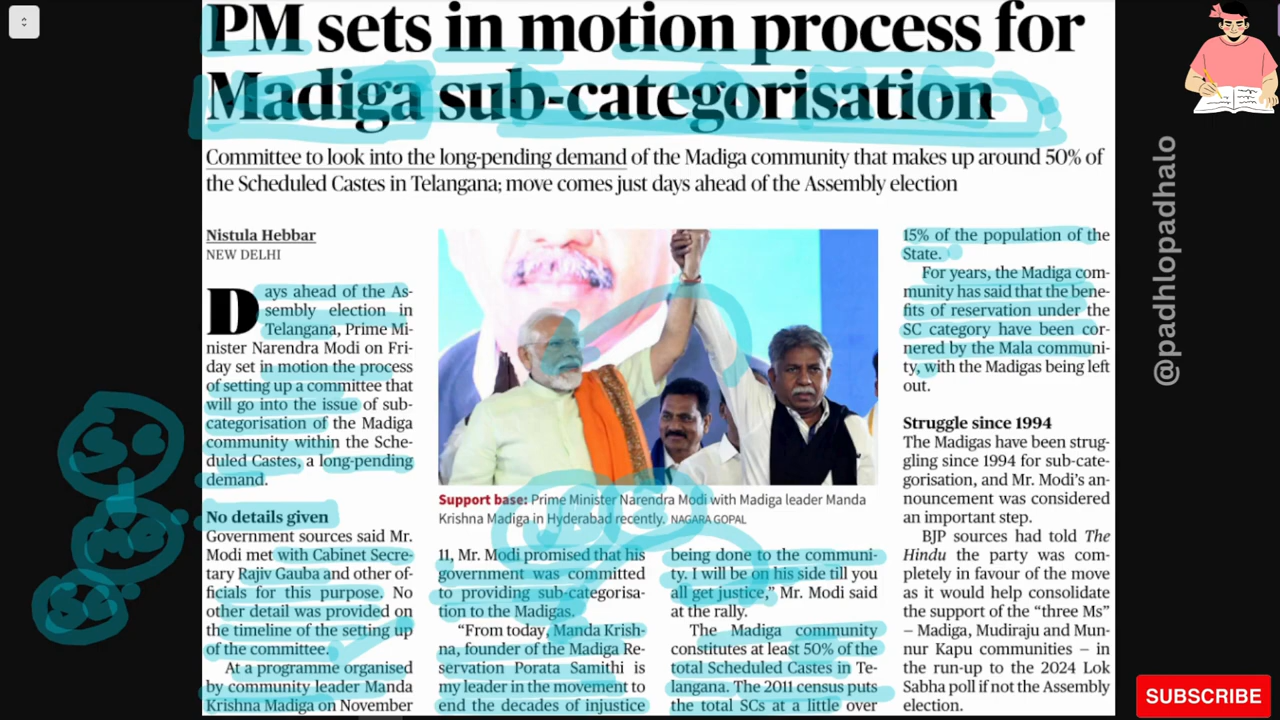 PM sets in motion process for
Madiga sub-categorisation
Committee to look into the long-pending demand of the Madiga community that makes up around 50% of
the Scheduled Castes in Telangana; move comes just days ahead of the Assembly election
Nistula Hebbar
NEW DELHI
Days ahead of the As-
sembly election in
Telangana, Prime Mi-
nister Narendra Modi on Fri-
day set in motion the process
of setting up a committee that
will go into the issue of sub-
categorisation of the Madiga
community within the Sche-
duled Castes, a long-pending
demand.
No details given
Government sources said Mr.
Modi met with Cabinet Secre-
tary Rajiv Gauba and other of-
ficials for this purpose. No
other detail was provided on
the timeline of the setting up
of the committee.
At a programme organised
by community leader Manda
Krishna Madiga on November
Support base: Prime Minister Narendra Modi with Madiga leader Manda
Krishna Madiga in Hyderabad recently. NAGARA GOPAL
11, Mr. Modi promised that his
government was committed
to providing sub-categorisa-
tion to the Madigas.
“From today, Manda Krish-
na, founder of the Madiga Re-
servation Porata Samithi is
my leader in the movement to
end the decades of injustice
being done to the communi-
ty. I will be on his side till you
all get justice,” Mr. Modi said
at the rally.
The Madiga community
constitutes at least 50% of the
total Scheduled Castes in Te-
langana. The 2011 census puts
the total SCs at a little over
15% of the population of the
State.
For years, the Madiga com-
munity has said that the bene-
fits of reservation under the
SC category have been cor-
nered by the Mala communi-
ty, with the Madigas being left
out.
Struggle since 1994
The Madigas have been strug-
gling since 1994 for sub-cate-
gorisation, and Mr. Modi’s an-
nouncement was considered
an important step.
BJP sources had told The
Hindu the party was com-
pletely in favour of the move
as it would help consolidate
the support of the “three Ms”
– Madiga, Mudiraju and Mun-
nur Kapu communities – in
the run-up to the 2024 Lok
Sabha poll if not the Assembly
election.
@padhlopadhalo
SUBSCRIBE